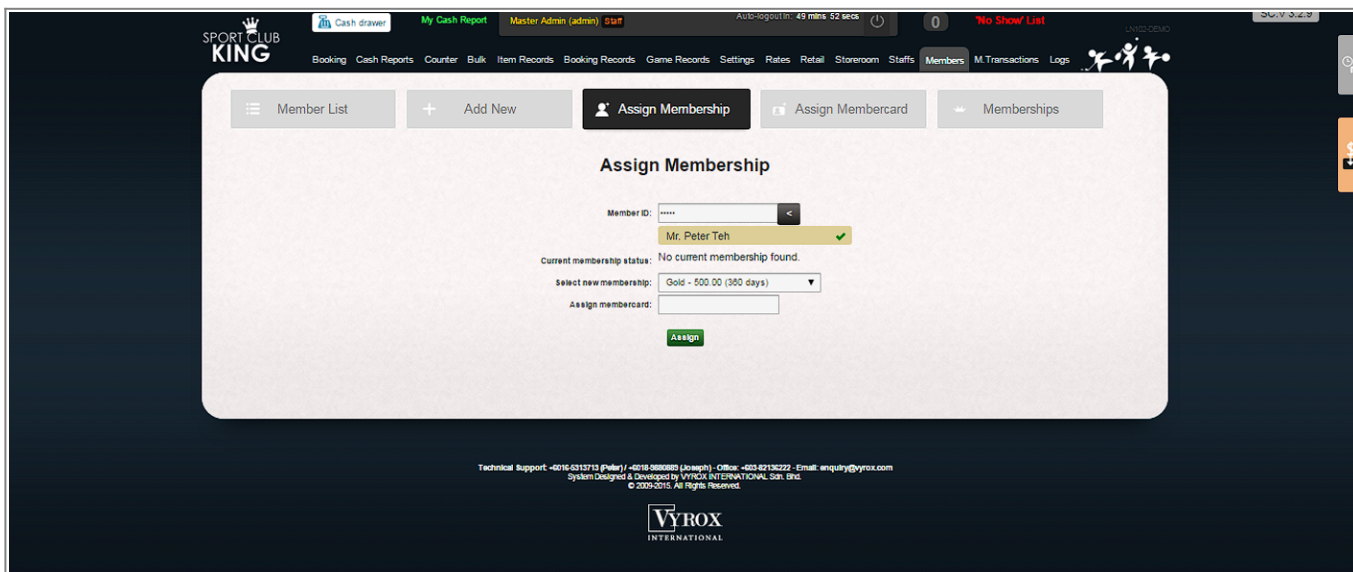 SPORT CLUB
KING
Cash drawer
My Cash Report
Master Admin (admin) Staff
Auto-logout in: 49 mins 52 secs
0
'No Show' List
SC.V 3.2.9
LN102-DEMO
Booking Cash Reports Counter Bulk Item Records Booking Records Game Records Settings Rates Retail Storeroom Staffs Members M.Transactions Logs
Member List
Add New
Assign Membership
Assign Membercard
Memberships
Assign Membership
Member ID: •••••
<
Mr. Peter Teh
Current membership status: No current membership found.
Select new membership: Gold - 500.00 (360 days)
Assign membercard:
Assign
Technical Support: +6016-5313713 (Peter) / +6018-9880889 (Joseph) - Office: +603-82136222 - Email: enquiry@vyrox.com
System Designed & Developed by VYROX INTERNATIONAL Sdn. Bhd.
© 2009-2015. All Rights Reserved.
VYROX
INTERNATIONAL